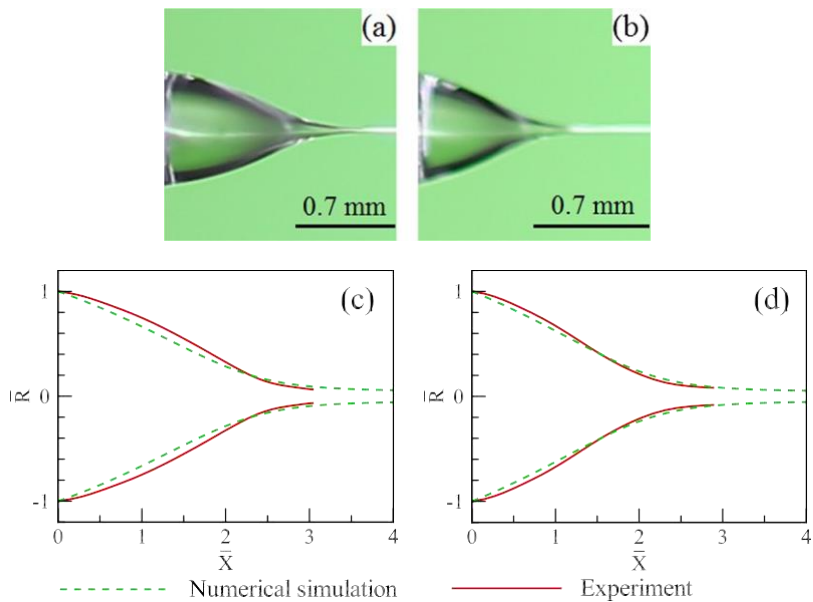 (a)
(b)
0.7 mm
0.7 mm
1
(c)
R̅
0
-1
0 1 2 3 4
X̅
1
(d)
R̅
0
-1
0 1 2 3 4
X̅
Numerical simulation
Experiment